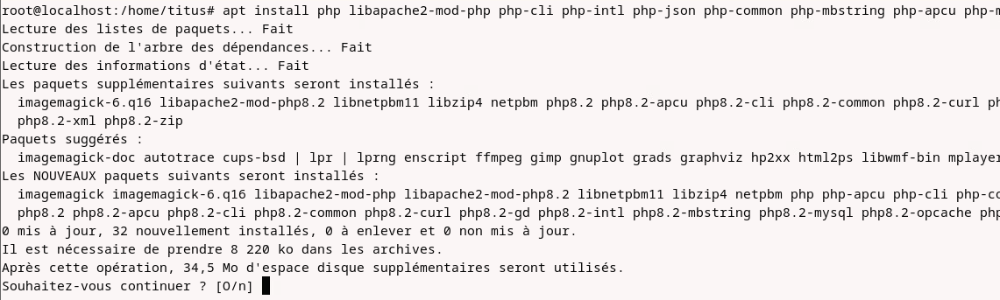 root@localhost:/home/titus# apt install php libapache2-mod-php php-cli php-intl php-json php-common php-mbstring php-apcu php-m
Lecture des listes de paquets... Fait
Construction de l'arbre des dépendances... Fait
Lecture des informations d'état... Fait
Les paquets supplémentaires suivants seront installés :
imagemagick-6.q16 libapache2-mod-php8.2 libnetpbm11 libzip4 netpbm php8.2 php8.2-apcu php8.2-cli php8.2-common php8.2-curl ph
php8.2-xml php8.2-zip
Paquets suggérés :
imagemagick-doc autotrace cups-bsd | lpr | lprng enscript ffmpeg gimp gnuplot grads graphviz hp2xx html2ps libwmf-bin mplayer
Les NOUVEAUX paquets suivants seront installés :
imagemagick imagemagick-6.q16 libapache2-mod-php libapache2-mod-php8.2 libnetpbm11 libzip4 netpbm php php-apcu php-cli php-co
php8.2 php8.2-apcu php8.2-cli php8.2-common php8.2-curl php8.2-gd php8.2-intl php8.2-mbstring php8.2-mysql php8.2-opcache php
0 mis à jour, 32 nouvellement installés, 0 à enlever et 0 non mis à jour.
Il est nécessaire de prendre 8 220 ko dans les archives.
Après cette opération, 34,5 Mo d'espace disque supplémentaires seront utilisés.
Souhaitez-vous continuer ? [O/n]